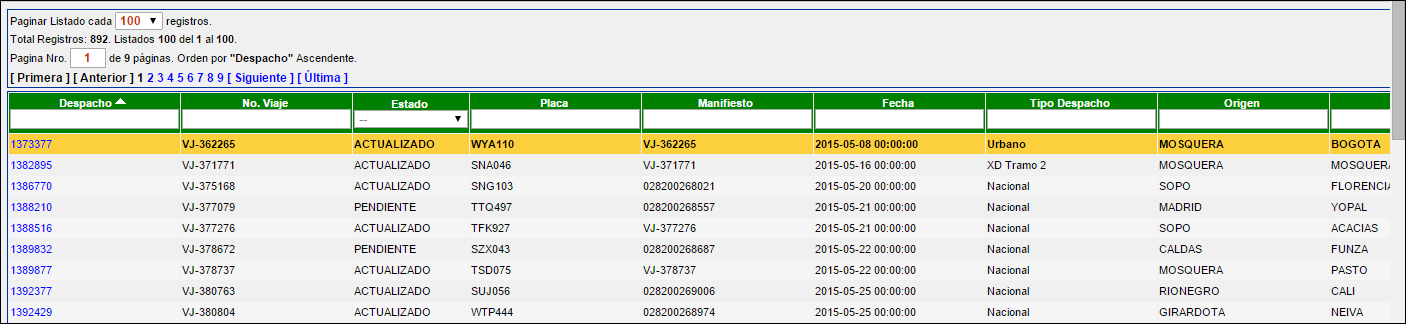 Paginar Listado cada 100 registros.
Total Registros: 892. Listados 100 del 1 al 100.
Pagina Nro. 1 de 9 páginas. Orden por "Despacho" Ascendente.
[ Primera ] [ Anterior ] 1 2 3 4 5 6 7 8 9 [ Siguiente ] [ Última ]
Despacho No. Viaje Estado Placa Manifiesto Fecha Tipo Despacho Origen
--
1373377 VJ-362265 ACTUALIZADO WYA110 VJ-362265 2015-05-08 00:00:00 Urbano MOSQUERA BOGOTA
1382895 VJ-371771 ACTUALIZADO SNA046 VJ-371771 2015-05-16 00:00:00 XD Tramo 2 MOSQUERA MOSQUERA
1386770 VJ-375168 ACTUALIZADO SNG103 028200268021 2015-05-20 00:00:00 Nacional SOPO FLORENCIA
1388210 VJ-377079 PENDIENTE TTQ497 028200268557 2015-05-21 00:00:00 Nacional MADRID YOPAL
1388516 VJ-377276 ACTUALIZADO TFK927 VJ-377276 2015-05-21 00:00:00 Nacional SOPO ACACIAS
1389832 VJ-378672 PENDIENTE SZX043 028200268687 2015-05-22 00:00:00 Nacional CALDAS FUNZA
1389877 VJ-378737 ACTUALIZADO TSD075 VJ-378737 2015-05-22 00:00:00 Nacional MOSQUERA PASTO
1392377 VJ-380763 ACTUALIZADO SUJ056 028200269006 2015-05-25 00:00:00 Nacional RIONEGRO CALI
1392429 VJ-380804 ACTUALIZADO WTP444 028200268974 2015-05-25 00:00:00 Nacional GIRARDOTA NEIVA